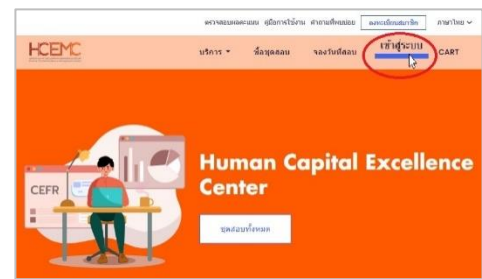 ตรวจสอบผลคะแนน คู่มือการใช้งาน คำถามที่พบบ่อย ลงทะเบียนสมาชิก ภาษาไทย
HCEMC
บริการ ซื้อชุดสอบ จองวันที่สอบ เข้าสู่ระบบ CART
CEFR
Human Capital Excellence
Center
ชุดสอบทั้งหมด